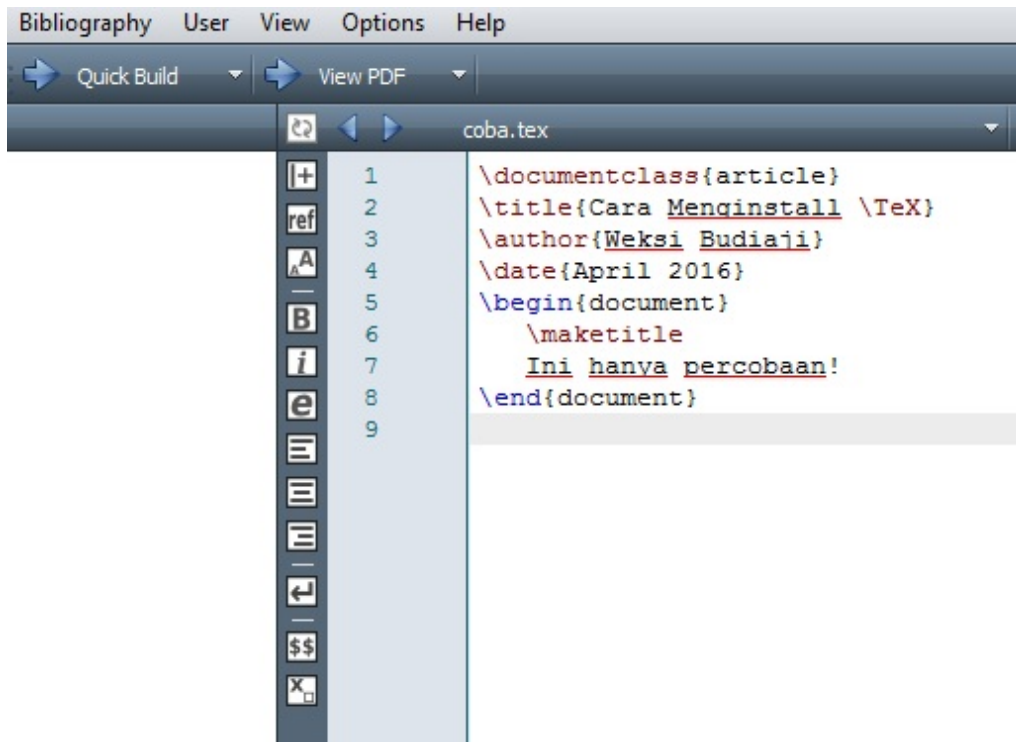 Bibliography User View Options Help
Quick Build View PDF
coba.tex
1 \documentclass{article}
2 \title{Cara Menginstall \TeX}
3 \author{Weksi Budiaji}
4 \date{April 2016}
5 \begin{document}
6 \maketitle
7 Ini hanya percobaan!
8 \end{document}
9
ref
A A
B
i
e
$$
X